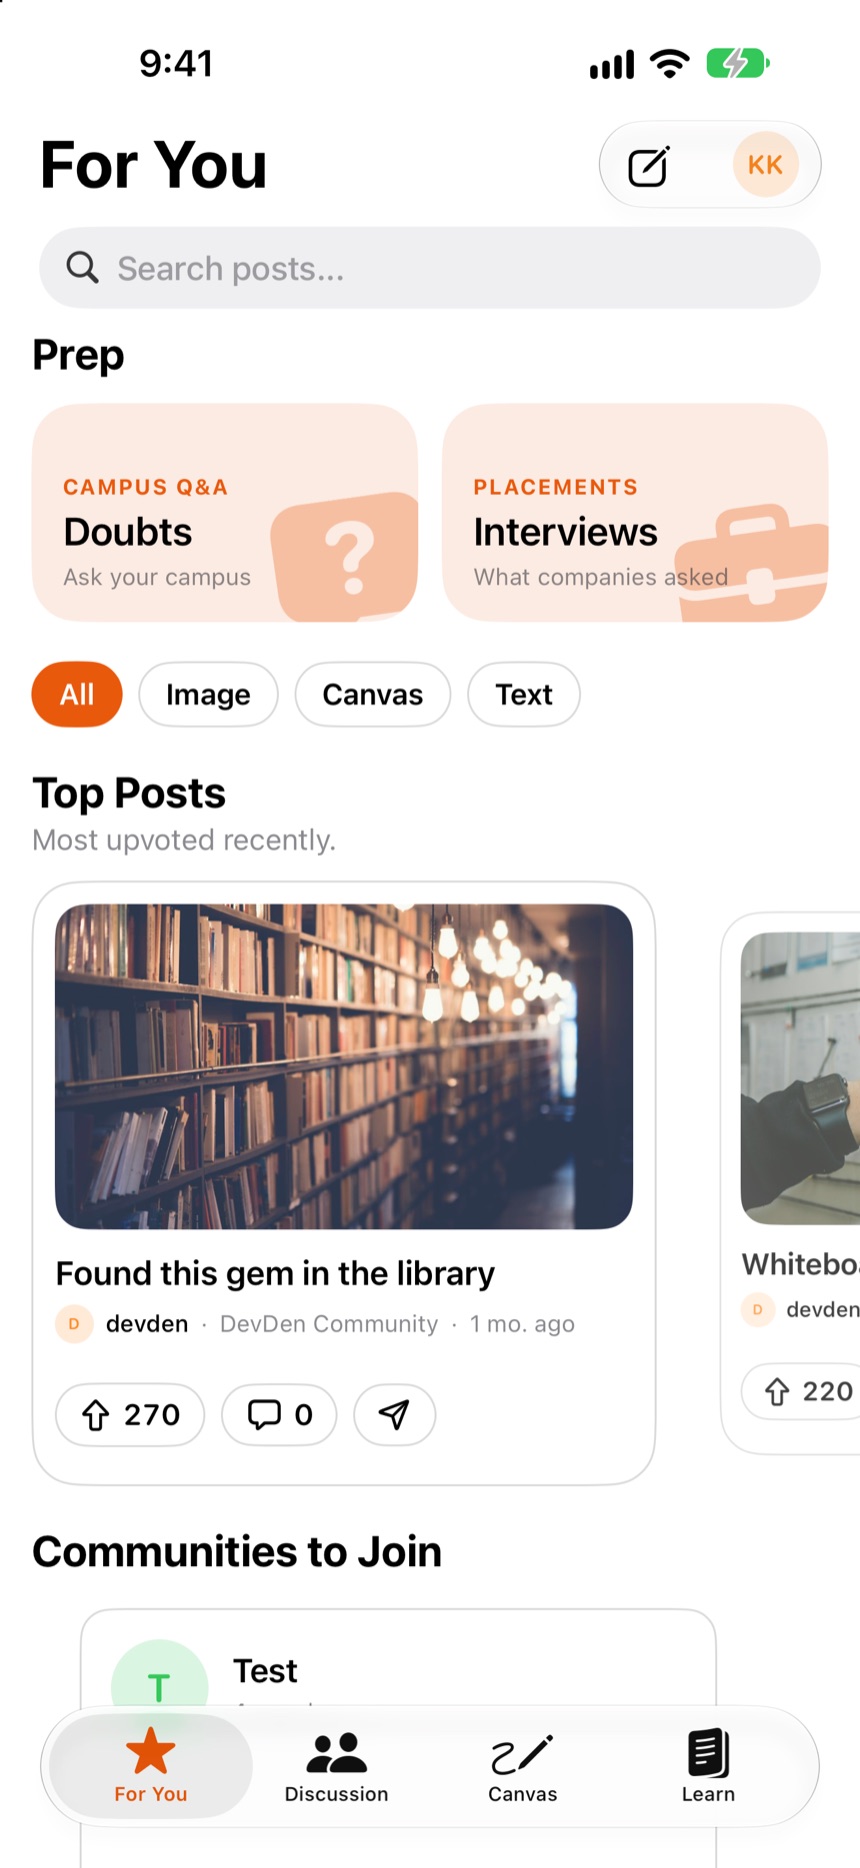 9:41
For You
KK
Search posts...
Prep
CAMPUS Q&A
Doubts
Ask your campus
PLACEMENTS
Interviews
What companies asked
All
Image
Canvas
Text
Top Posts
Most upvoted recently.
Found this gem in the library
D devden · DevDen Community · 1 mo. ago
270
0
Whiteboa
D devden
220
Communities to Join
T
Test
For You
Discussion
Canvas
Learn